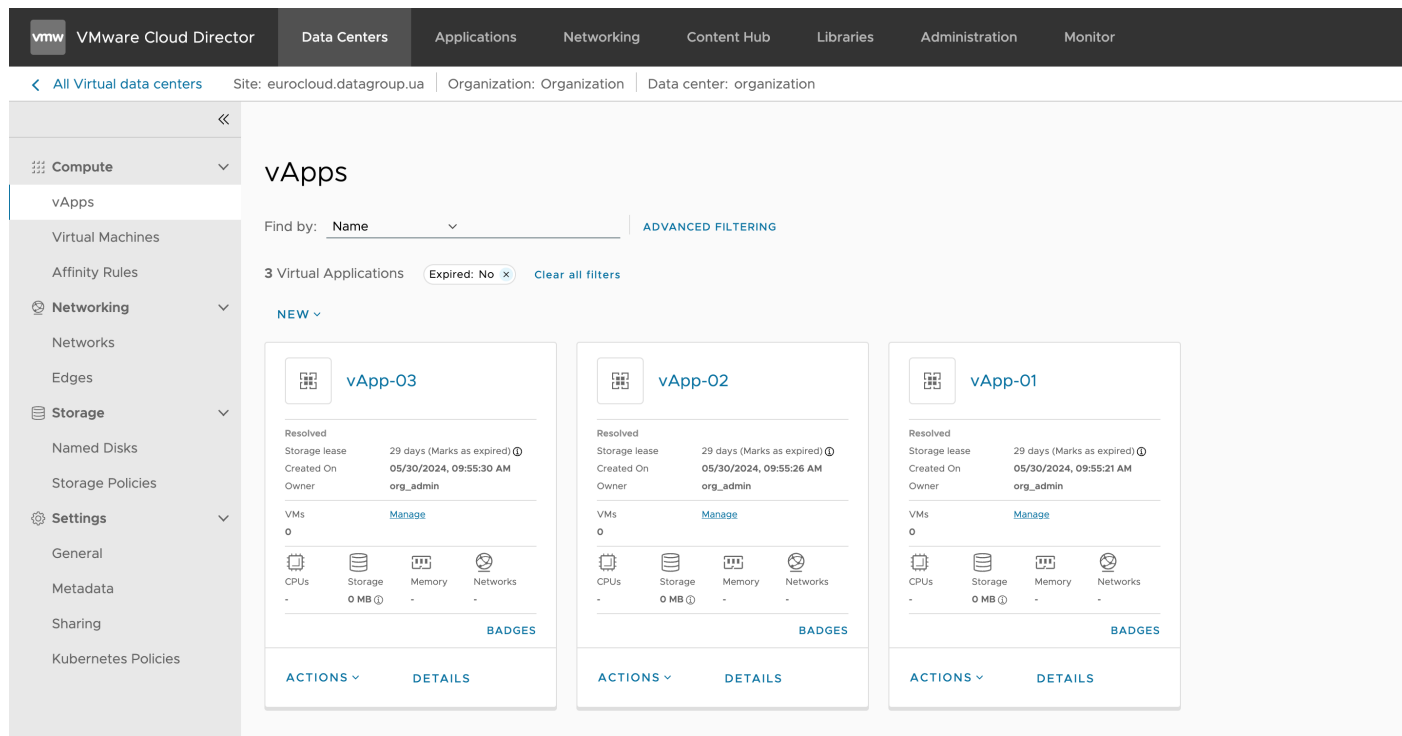 vmw VMware Cloud Director Data Centers Applications Networking Content Hub Libraries Administration Monitor
All Virtual data centers Site: eurocloud.datagroup.ua Organization: Organization Data center: organization
Compute
vApps
Virtual Machines
Affinity Rules
Networking
Networks
Edges
Storage
Named Disks
Storage Policies
Settings
General
Metadata
Sharing
Kubernetes Policies
vApps
Find by: Name ADVANCED FILTERING
3 Virtual Applications Expired: No × Clear all filters
NEW
vApp-03
Resolved
Storage lease 29 days (Marks as expired)
Created On 05/30/2024, 09:55:30 AM
Owner org_admin
VMs Manage
0
CPUs Storage Memory Networks
- 0 MB - -
BADGES
ACTIONS DETAILS
vApp-02
Resolved
Storage lease 29 days (Marks as expired)
Created On 05/30/2024, 09:55:26 AM
Owner org_admin
VMs Manage
0
CPUs Storage Memory Networks
- 0 MB - -
BADGES
ACTIONS DETAILS
vApp-01
Resolved
Storage lease 29 days (Marks as expired)
Created On 05/30/2024, 09:55:21 AM
Owner org_admin
VMs Manage
0
CPUs Storage Memory Networks
- 0 MB - -
BADGES
ACTIONS DETAILS